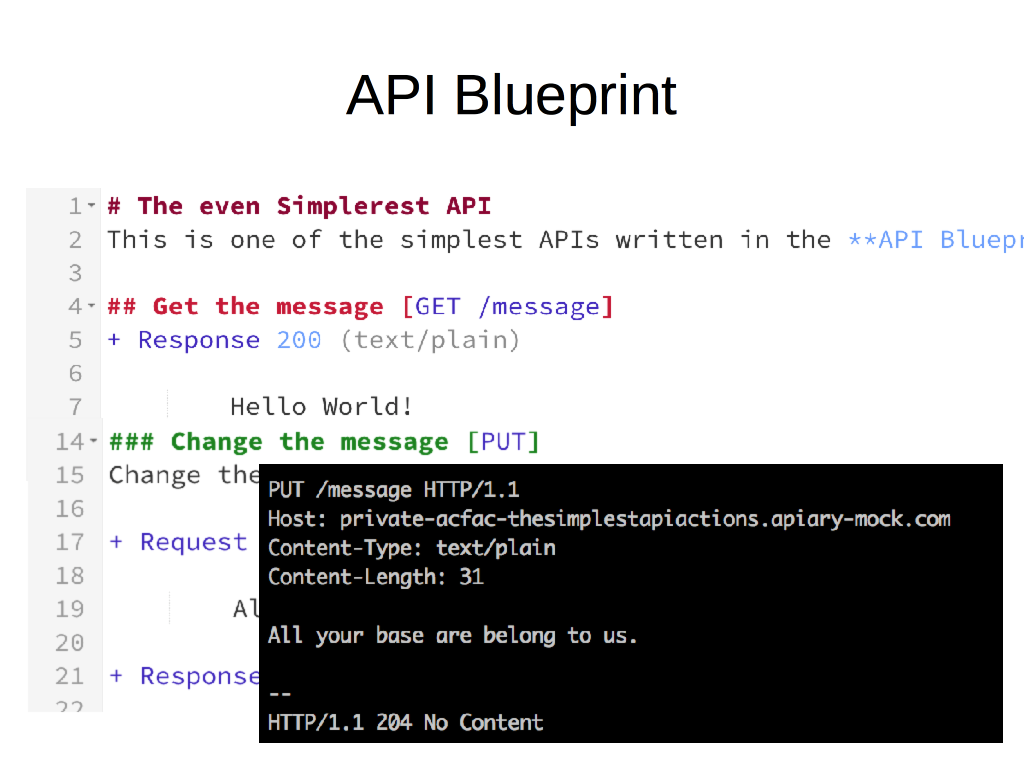 API Blueprint
1 # The even Simplerest API
2 This is one of the simplest APIs written in the **API
3
4 ## Get the message [GET /message]
5 + Response 200 (text/plain)
6
7 Hello World!
14 ### Change the message [PUT]
15 Change the
16
17 + Request
18
19
20
21 + Response
22
PUT /message HTTP/1.1
Host: private-acfac-thesimplestapiactions.apiary-mock.com
Content-Type: text/plain
Content-Length: 31
All your base are belong to us.
--
HTTP/1.1 204 No Content